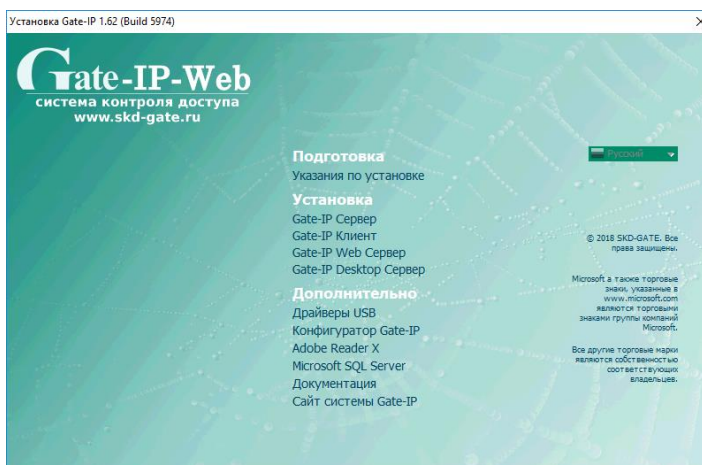 Установка Gate-IP 1.62 (Build 5974)
Gate-IP-Web
система контроля доступа
www.skd-gate.ru
Подготовка
Указания по установке
Установка
Gate-IP Сервер
Gate-IP Клиент
Gate-IP Web Сервер
Gate-IP Desktop Сервер
Дополнительно
Драйверы USB
Конфигуратор Gate-IP
Adobe Reader X
Microsoft SQL Server
Документация
Сайт системы Gate-IP
Русский
© 2018 SKD-GATE. Все
права защищены.
Microsoft а также торговые
знаки, указанные в
www.microsoft.com
являются торговыми
знаками группы компаний
Microsoft.
Все другие торговые марки
являются собственностью
соответствующих
владельцев.